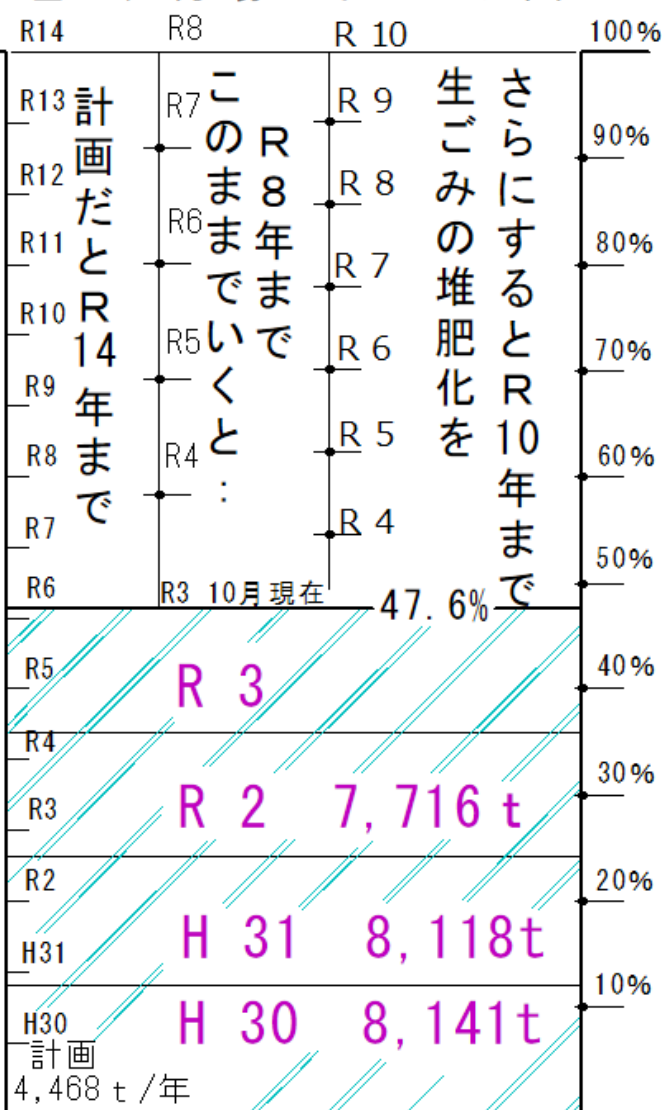 R14
R13
R12
R11
R10
R9
R8
R7
R6
R5
R4
R3
R2
H31
H30
計画
4,468ｔ/年
計画だとR14年まで
R8
R7
R6
R5
R4
R3 10月現在
このままでいくと：
R8年まで
R 10
R 9
R 8
R 7
R 6
R 5
R 4
さらにするとR10年まで
生ごみの堆肥化を
100%
90%
80%
70%
60%
50%
47.6%
40%
30%
20%
10%
R 3
R 2 7,716ｔ
H 31 8,118t
H 30 8,141t